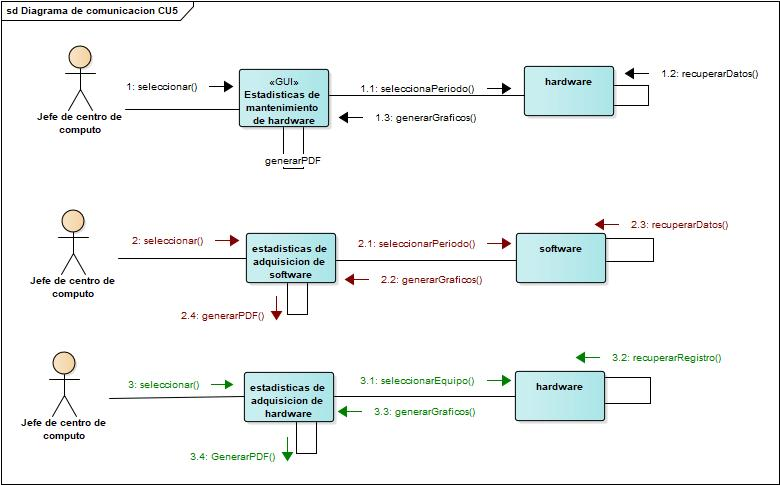 sd Diagrama de comunicacion CU5
Jefe de centro de
computo
1: seleccionar()
«GUI»
Estadisticas de
mantenimiento
de hardware
generarPDF
1.1: seleccionaPeriodo()
1.3: generarGraficos()
hardware
1.2: recuperarDatos()
Jefe de centro de
computo
2: seleccionar()
estadisticas de
adquisicion de
software
2.1: seleccionarPeriodo()
2.2: generarGraficos()
software
2.3: recuperarDatos()
2.4: generarPDF()
Jefe de centro de
computo
3: seleccionar()
estadisticas de
adquisicion de
hardware
3.1: seleccionarEquipo()
3.3: generarGraficos()
hardware
3.2: recuperarRegistro()
3.4: GenerarPDF()